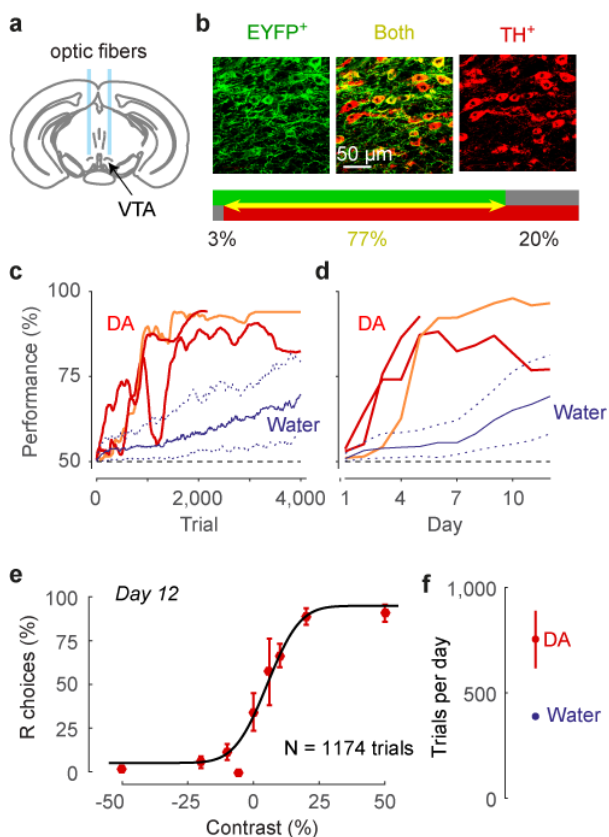 a
optic fibers
VTA
b
EYFP⁺
Both
TH⁺
50 µm
3%
77%
20%
c
Performance (%)
100
75
50
DA
Water
0
2,000
4,000
Trial
d
DA
Water
1
4
7
10
Day
e
Day 12
R choices (%)
100
75
50
25
0
N = 1174 trials
-50
-25
0
25
50
Contrast (%)
f
Trials per day
1,000
500
0
DA
Water